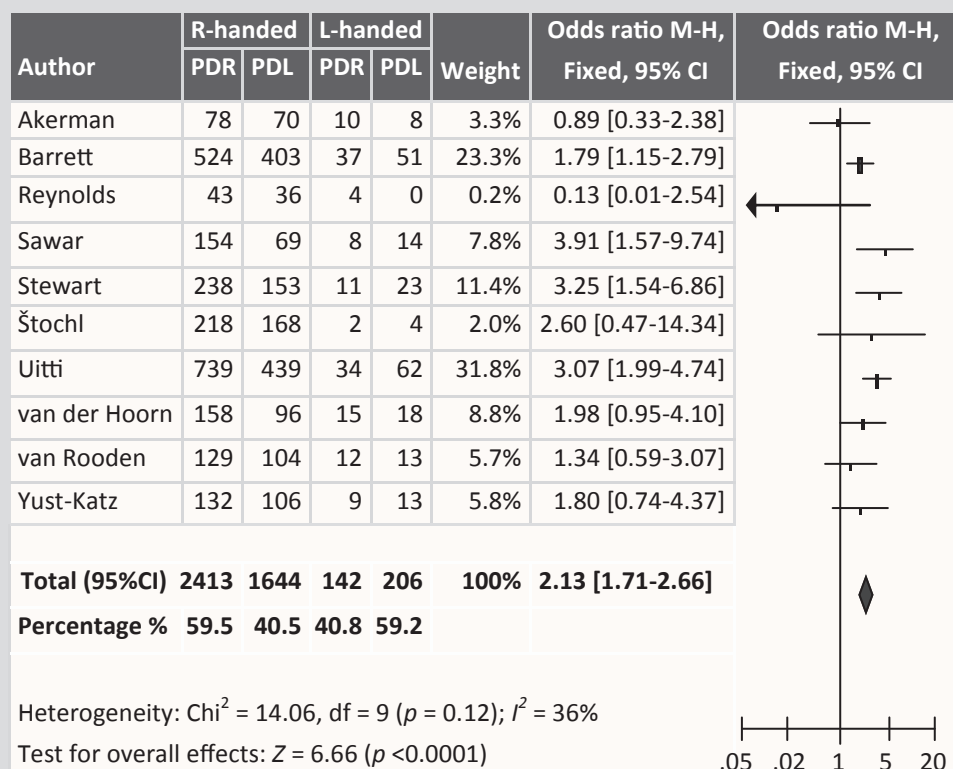 R-handed L-handed Odds ratio M-H, Odds ratio M-H,
Author PDR PDL PDR PDL Weight Fixed, 95% CI Fixed, 95% CI
Akerman 78 70 10 8 3.3% 0.89 [0.33-2.38]
Barrett 524 403 37 51 23.3% 1.79 [1.15-2.79]
Reynolds 43 36 4 0 0.2% 0.13 [0.01-2.54]
Sawar 154 69 8 14 7.8% 3.91 [1.57-9.74]
Stewart 238 153 11 23 11.4% 3.25 [1.54-6.86]
Štochl 218 168 2 4 2.0% 2.60 [0.47-14.34]
Uitti 739 439 34 62 31.8% 3.07 [1.99-4.74]
van der Hoorn 158 96 15 18 8.8% 1.98 [0.95-4.10]
van Rooden 129 104 12 13 5.7% 1.34 [0.59-3.07]
Yust-Katz 132 106 9 13 5.8% 1.80 [0.74-4.37]
Total (95%CI) 2413 1644 142 206 100% 2.13 [1.71-2.66]
Percentage % 59.5 40.5 40.8 59.2
Heterogeneity: Chi² = 14.06, df = 9 (p = 0.12); I² = 36%
Test for overall effects: Z = 6.66 (p <0.0001)
.05 .02 1 5 20